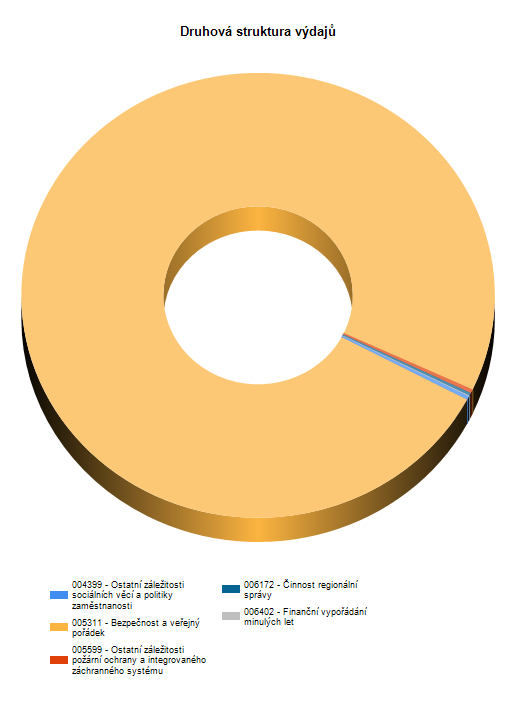 Druhová struktura výdajů
004399 - Ostatní záležitosti
sociálních věcí a politiky
zaměstnanosti
005311 - Bezpečnost a veřejný
pořádek
005599 - Ostatní záležitosti
požární ochrany a integrovaného
záchranného systému
006172 - Činnost regionální
správy
006402 - Finanční vypořádání
minulých let